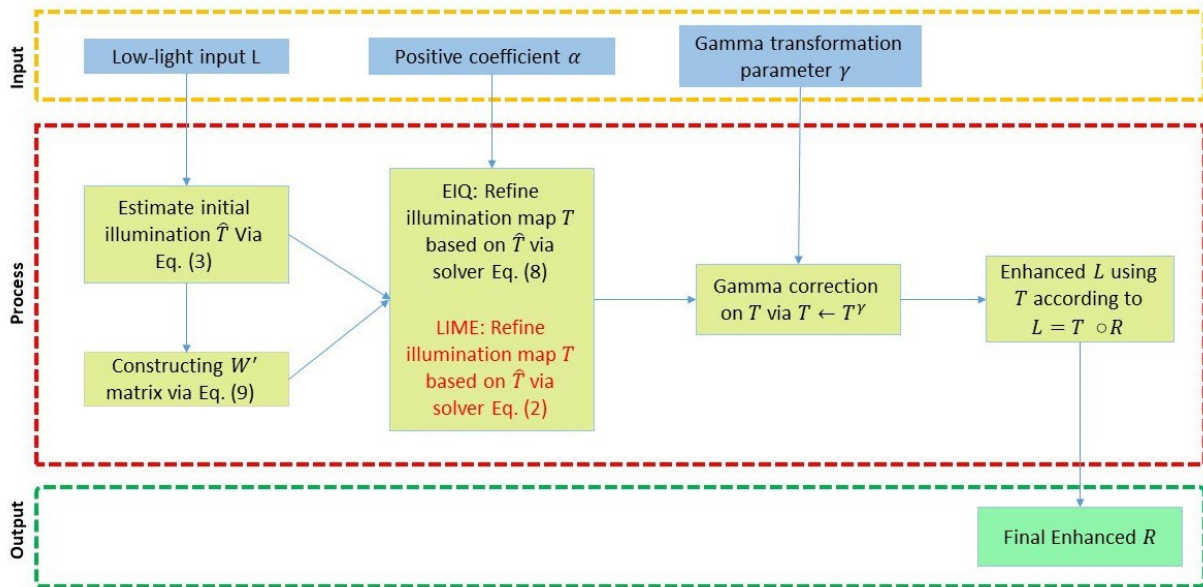 Input
Low-light input L
Positive coefficient α
Gamma transformation
parameter γ
Process
Estimate initial
illumination T̂ Via
Eq. (3)
Constructing W′
matrix via Eq. (9)
EIQ: Refine
illumination map T
based on T̂ via
solver Eq. (8)
LIME: Refine
illumination map T
based on T̂ via
solver Eq. (2)
Gamma correction
on T via T ← T^γ
Enhanced L using
T according to
L = T ∘ R
Output
Final Enhanced R